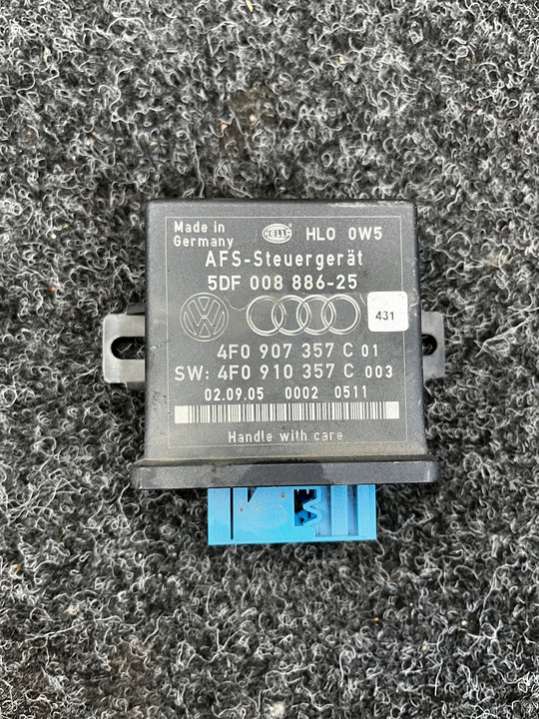 Made in
Germany
HELLA
HLO 0W5
AFS-Steuergerät
5DF 008 886-25
431
4F0 907 357 C 01
SW: 4F0 910 357 C 003
02.09.05 0002 0511
Handle with care